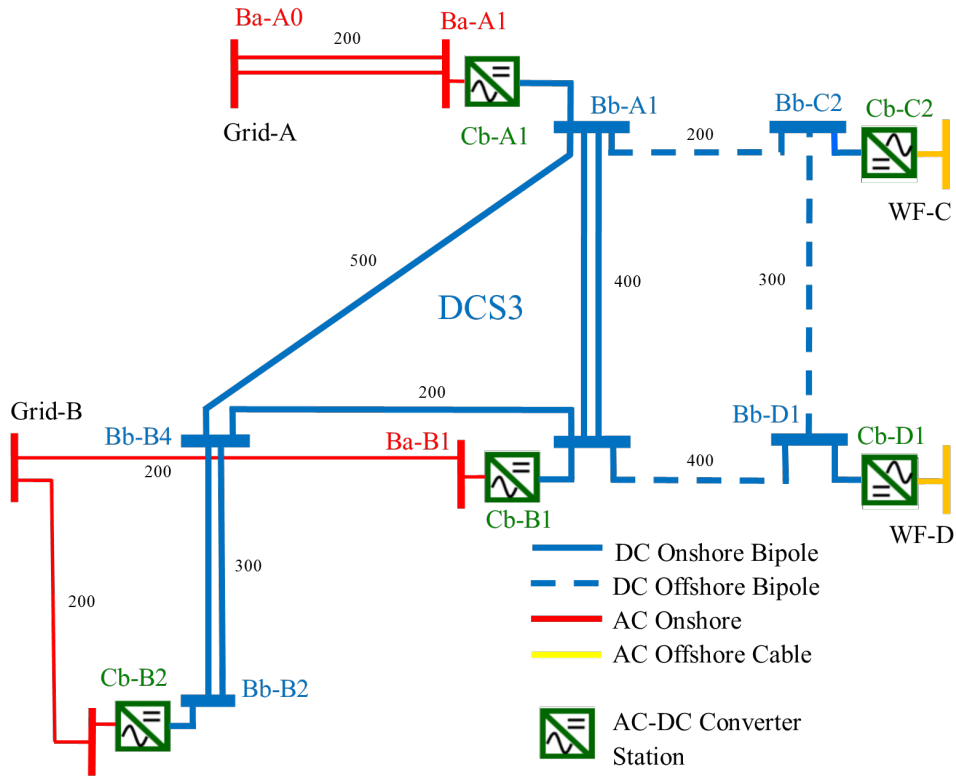 Ba-A0
Ba-A1
200
Grid-A
Cb-A1
Bb-A1
Bb-C2
Cb-C2
200
WF-C
500
DCS3
400
300
Grid-B
200
Bb-B4
Ba-B1
Bb-D1
Cb-D1
200
400
Cb-B1
WF-D
300
200
Cb-B2
Bb-B2
DC Onshore Bipole
DC Offshore Bipole
AC Onshore
AC Offshore Cable
AC-DC Converter
Station